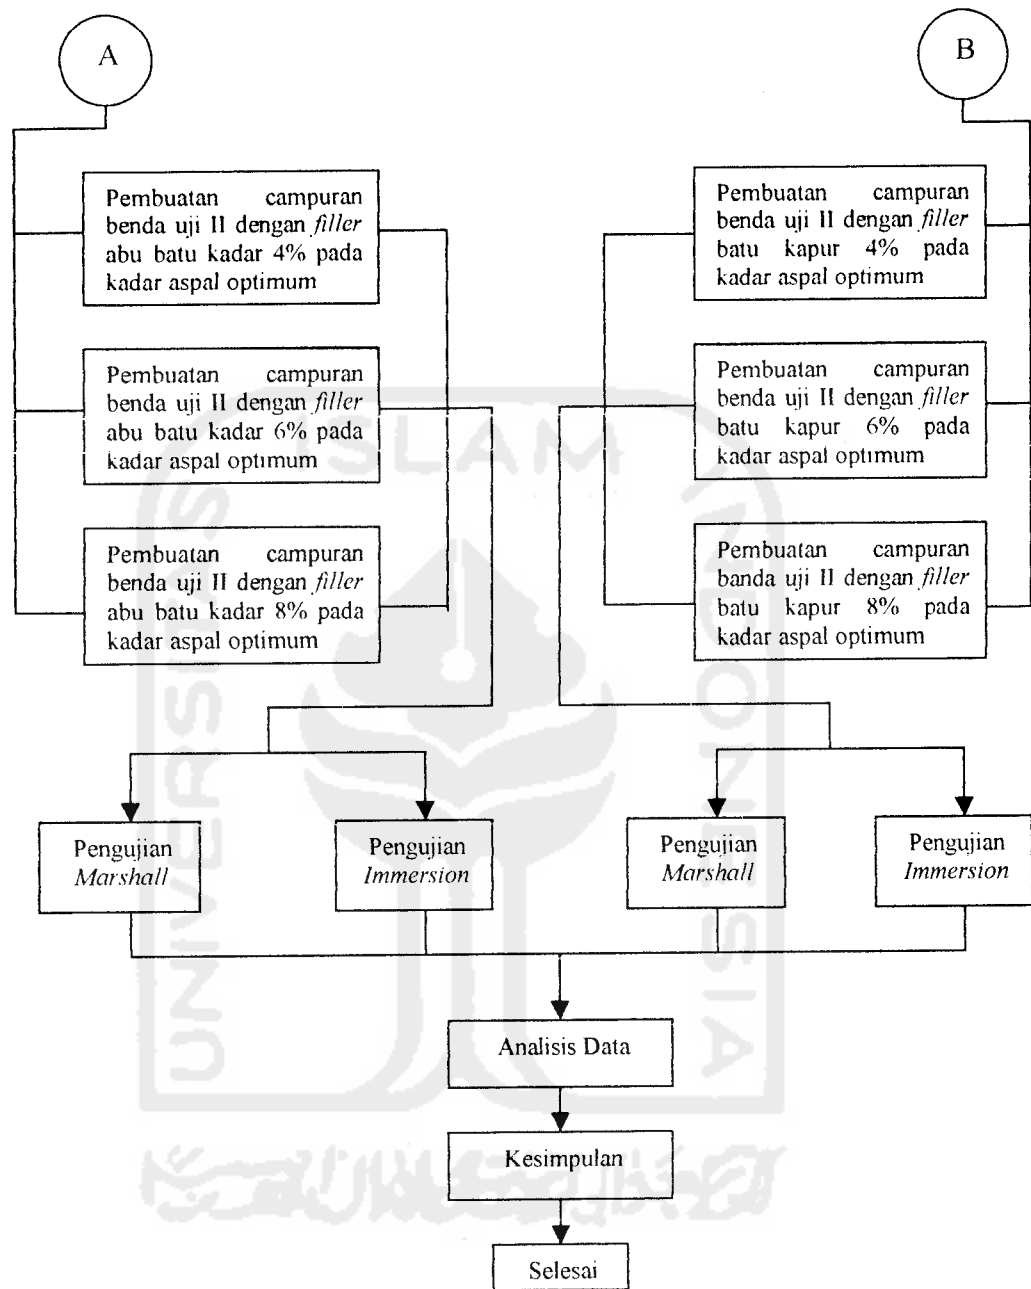 A
B
Pembuatan campuran
benda uji II dengan filler
abu batu kadar 4% pada
kadar aspal optimum
Pembuatan campuran
benda uji II dengan filler
batu kapur 4% pada
kadar aspal optimum
Pembuatan campuran
benda uji II dengan filler
abu batu kadar 6% pada
kadar aspal optimum
Pembuatan campuran
benda uji II dengan filler
batu kapur 6% pada
kadar aspal optimum
Pembuatan campuran
benda uji II dengan filler
abu batu kadar 8% pada
kadar aspal optimum
Pembuatan campuran
banda uji II dengan filler
batu kapur 8% pada
kadar aspal optimum
Pengujian
Marshall
Pengujian
Immersion
Pengujian
Marshall
Pengujian
Immersion
Analisis Data
Kesimpulan
Selesai
UNIVERSITAS
ISLAM
INDONESIA